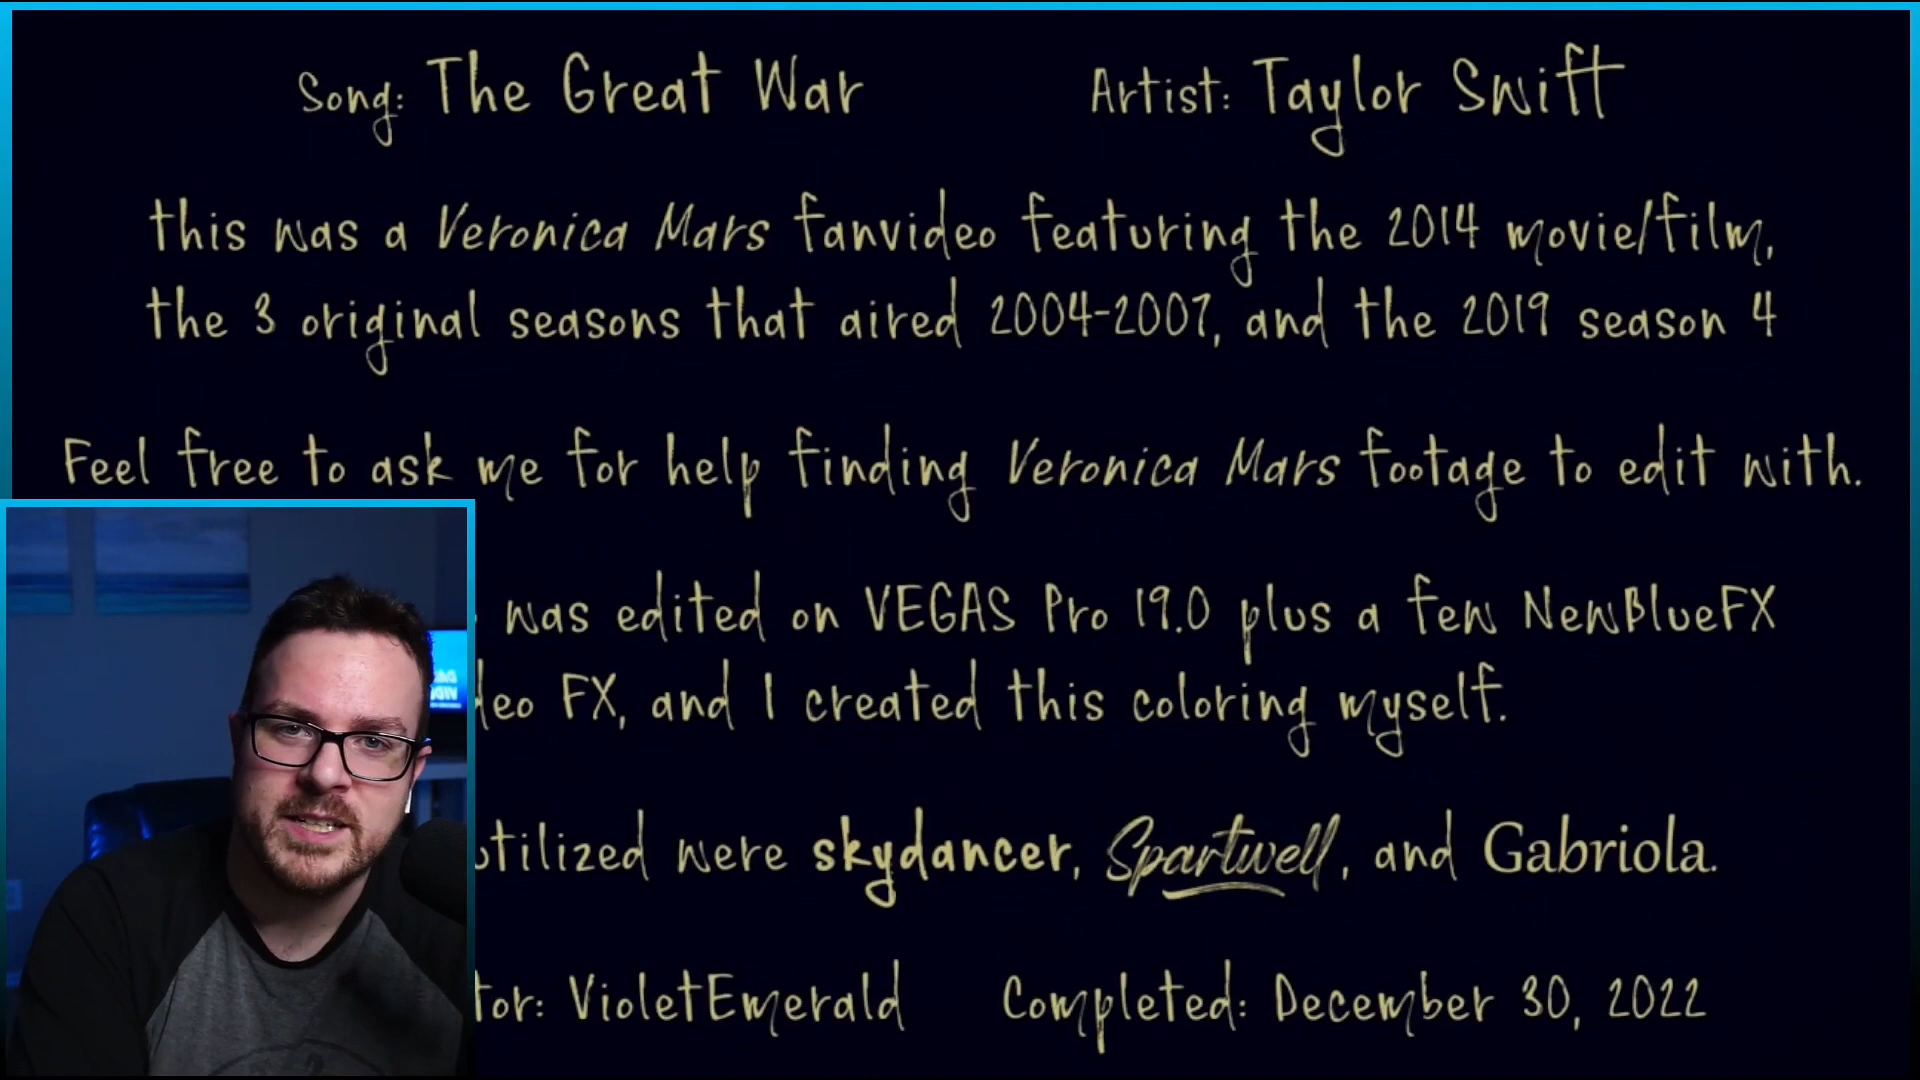 Song: The Great War Artist: Taylor Swift
this was a Veronica Mars fanvideo featuring the 2014 movie/film,
the 3 original seasons that aired 2004-2007, and the 2019 season 4
Feel free to ask me for help finding Veronica Mars footage to edit with.
was edited on VEGAS Pro 19.0 plus a few NewBlueFX
deo FX, and I created this coloring myself.
utilized were skydancer, Spartwell, and Gabriola.
tor: VioletEmerald Completed: December 30, 2022